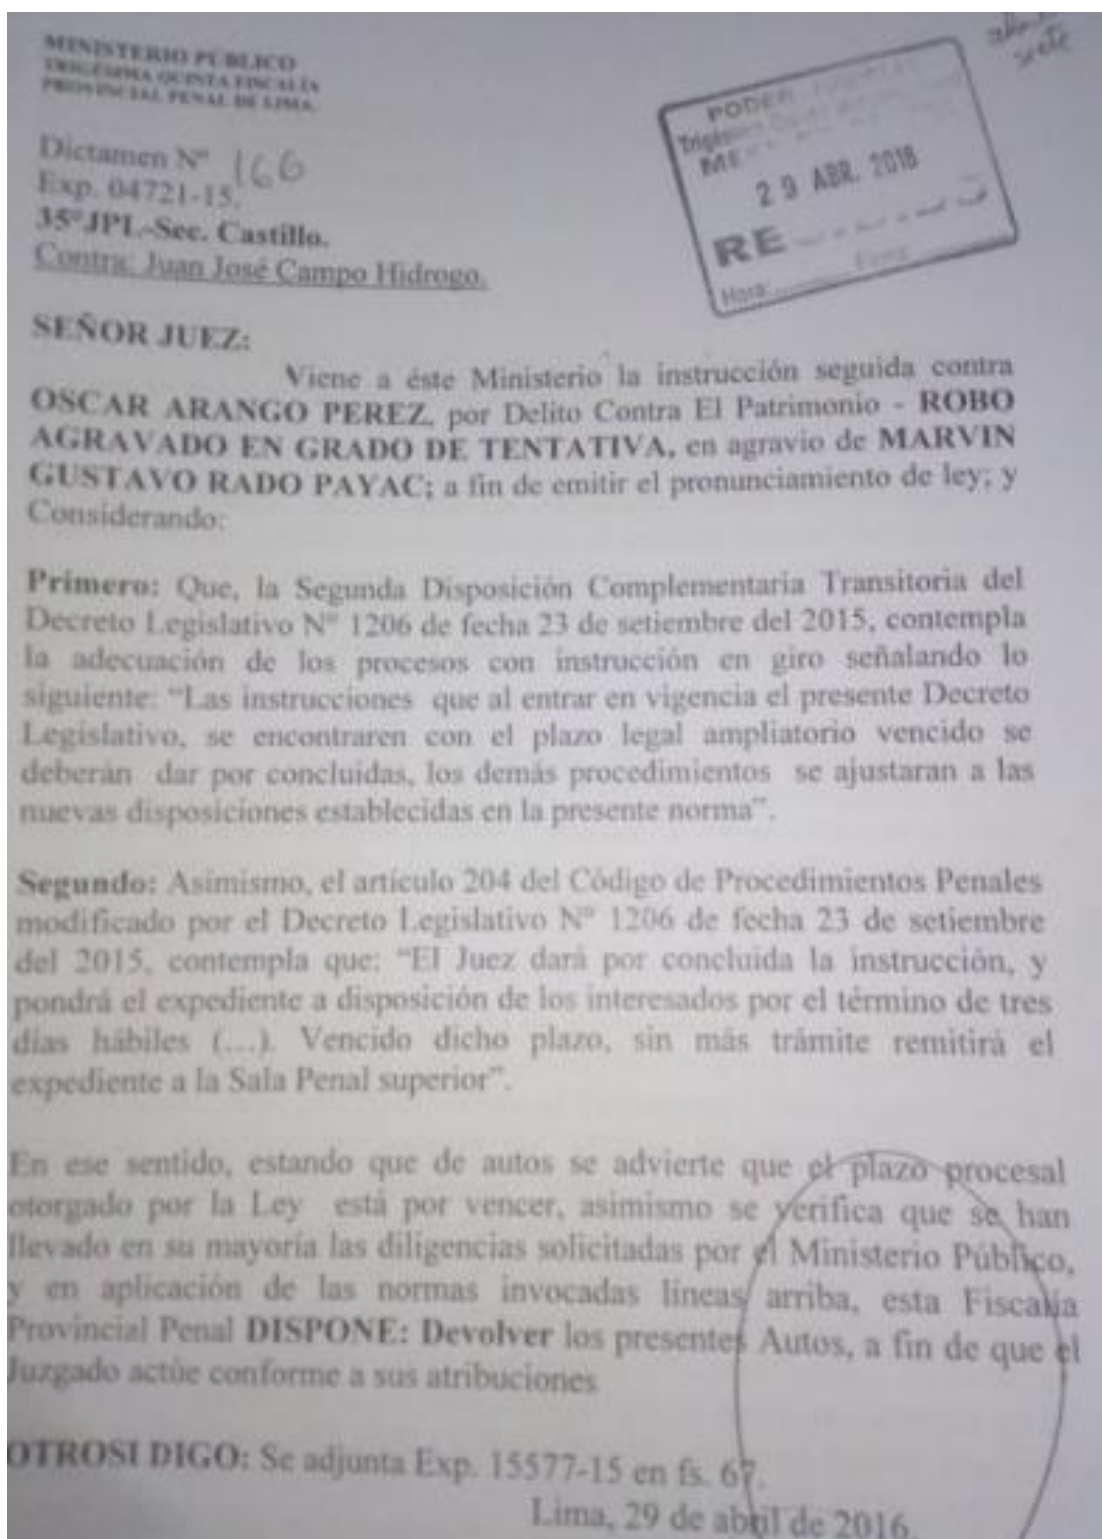 siete
MINISTERIO PÚBLICO
TRIGÉSIMA QUINTA FISCALÍA
PROVINCIAL PENAL DE LIMA
PODER
29 ABR. 2016
RE
Hora: Firma:
Dictamen Nº 166
Exp. 04721-15.
35ºJPL-Sec. Castillo.
Contra: Juan José Campo Hidrogo.
SEÑOR JUEZ:
Viene a éste Ministerio la instrucción seguida contra
OSCAR ARANGO PEREZ, por Delito Contra El Patrimonio - ROBO
AGRAVADO EN GRADO DE TENTATIVA, en agravio de MARVIN
GUSTAVO RADO PAYAC; a fin de emitir el pronunciamiento de ley; y
Considerando:
Primero: Que, la Segunda Disposición Complementaria Transitoria del
Decreto Legislativo Nº 1206 de fecha 23 de setiembre del 2015, contempla
la adecuación de los procesos con instrucción en giro señalando lo
siguiente: “Las instrucciones que al entrar en vigencia el presente Decreto
Legislativo, se encontraren con el plazo legal ampliatorio vencido se
deberán dar por concluidas, los demás procedimientos se ajustaran a las
nuevas disposiciones establecidas en la presente norma”.
Segundo: Asimismo, el artículo 204 del Código de Procedimientos Penales
modificado por el Decreto Legislativo Nº 1206 de fecha 23 de setiembre
del 2015, contempla que: “El Juez dará por concluida la instrucción, y
pondrá el expediente a disposición de los interesados por el término de tres
días hábiles (....). Vencido dicho plazo, sin más trámite remitirá el
expediente a la Sala Penal superior”.
En ese sentido, estando que de autos se advierte que el plazo procesal
otorgado por la Ley está por vencer, asimismo se verifica que se han
llevado en su mayoría las diligencias solicitadas por el Ministerio Público,
y en aplicación de las normas invocadas líneas arriba, esta Fiscalía
Provincial Penal DISPONE: Devolver los presentes Autos, a fin de que el
Juzgado actúe conforme a sus atribuciones
OTROSI DIGO: Se adjunta Exp. 15577-15 en fs. 67.
Lima, 29 de abril de 2016.